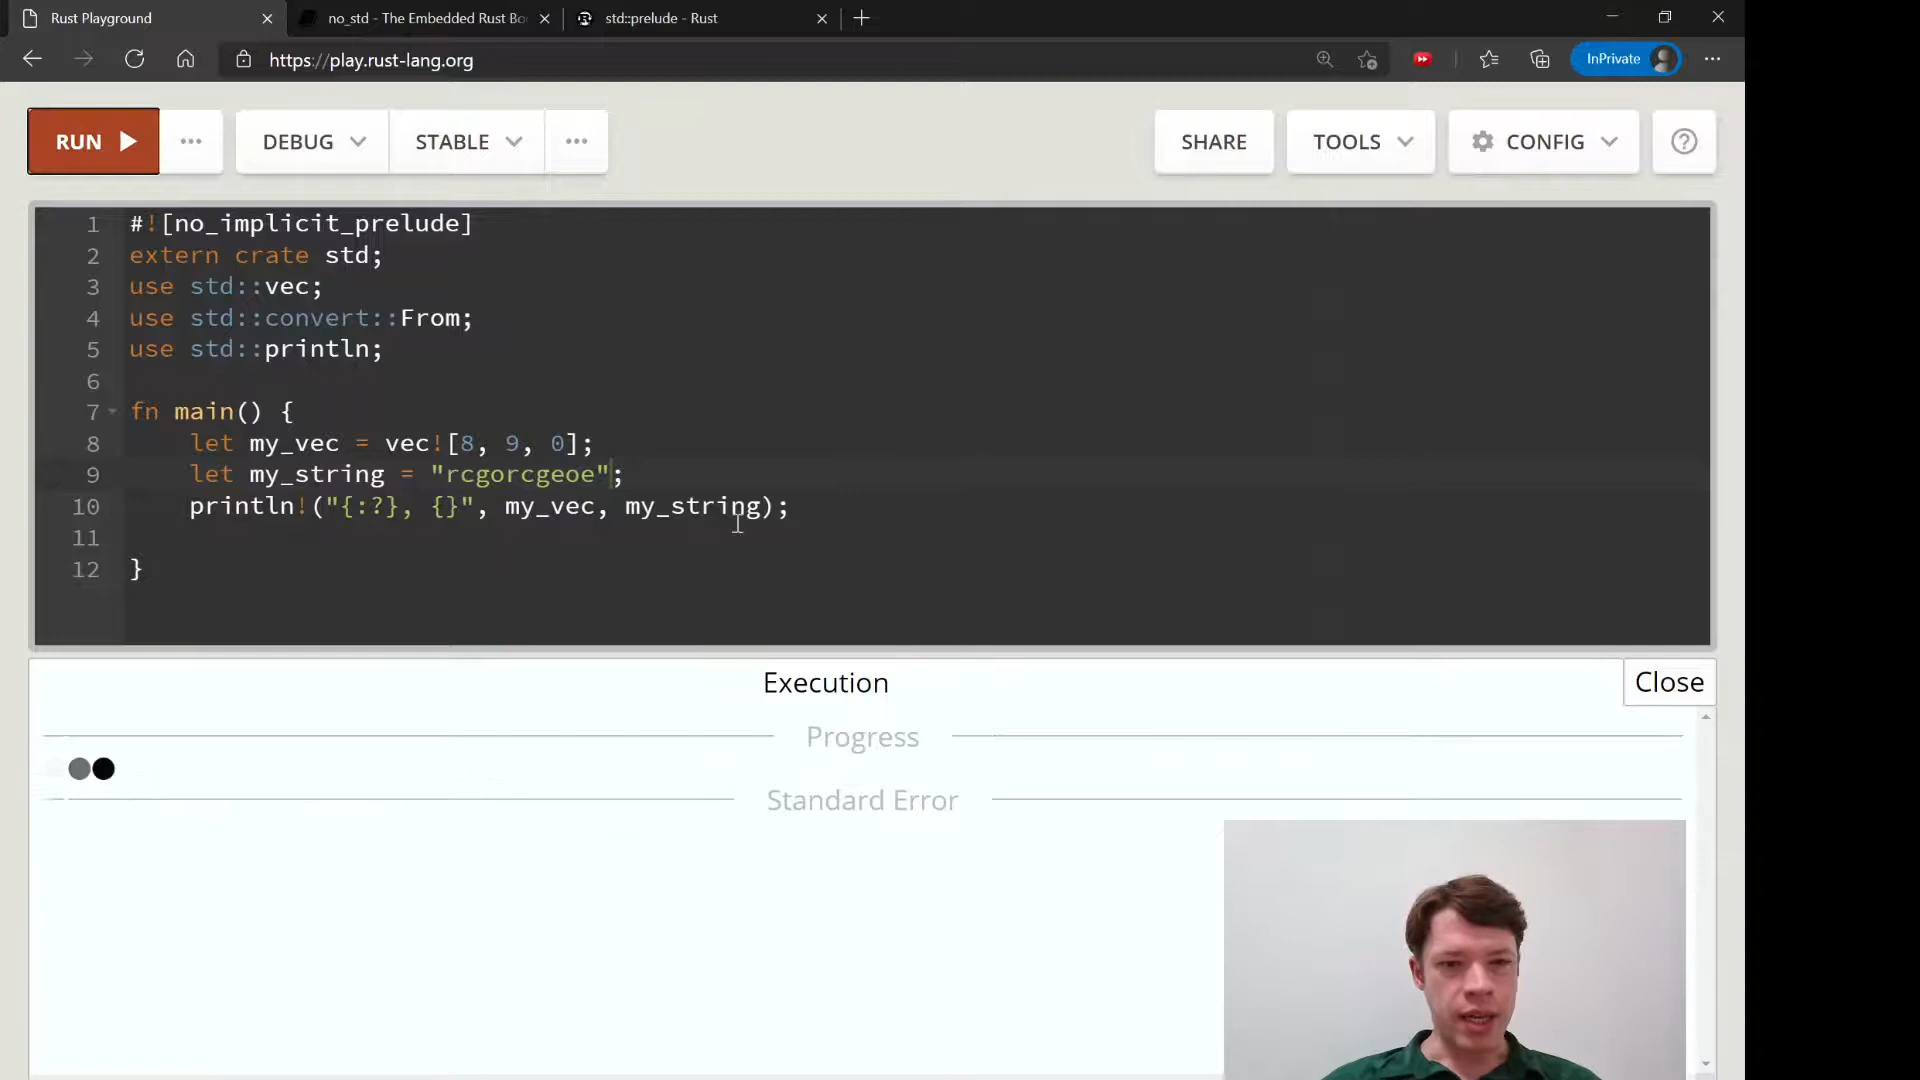 Rust Playground
no_std - The Embedded Rust Bo
std::prelude - Rust
https://play.rust-lang.org
InPrivate
RUN
DEBUG
STABLE
SHARE
TOOLS
CONFIG
1 #![no_implicit_prelude]
2 extern crate std;
3 use std::vec;
4 use std::convert::From;
5 use std::println;
6
7 fn main() {
8 let my_vec = vec![8, 9, 0];
9 let my_string = "rcgorcgeoe";
10 println!("{:?}, {}", my_vec, my_string);
11
12 }
Execution
Close
Progress
Standard Error